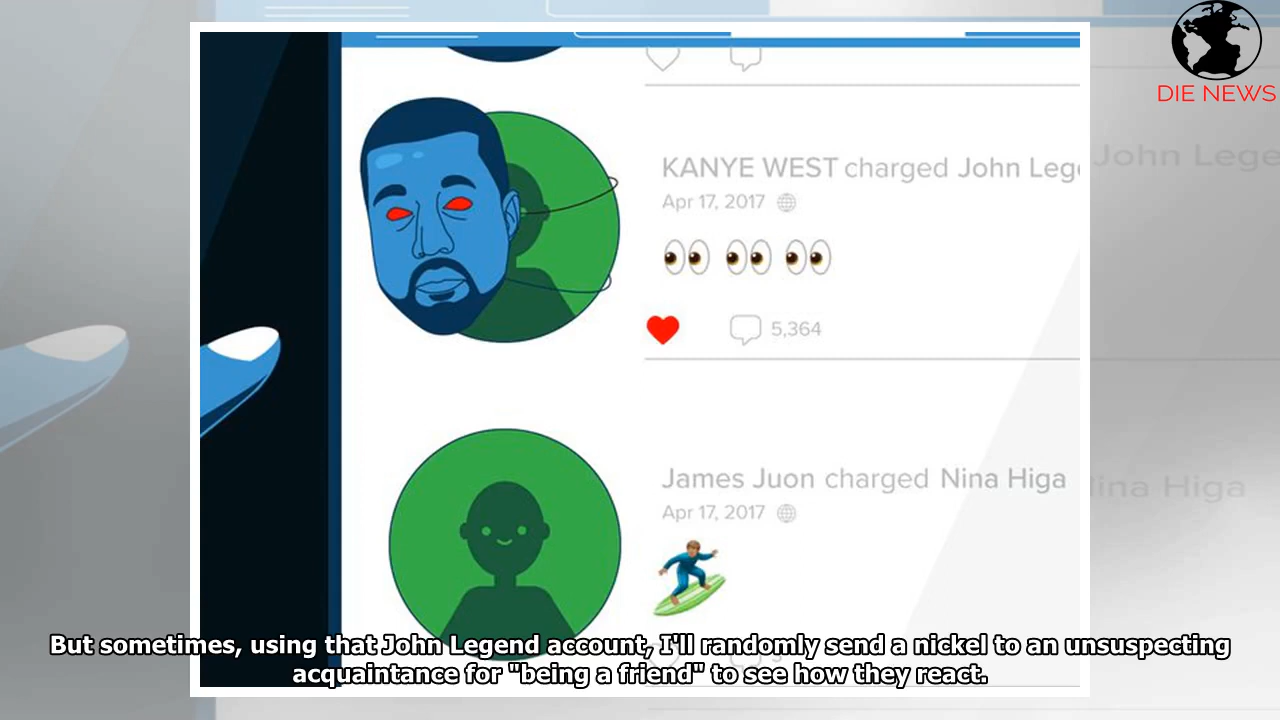 DIE NEWS
KANYE WEST charged John Lege
Apr 17, 2017
5,364
James Juon charged Nina Higa
Apr 17, 2017
But sometimes, using that John Legend account, I'll randomly send a nickel to an unsuspecting
acquaintance for "being a friend" to see how they react.